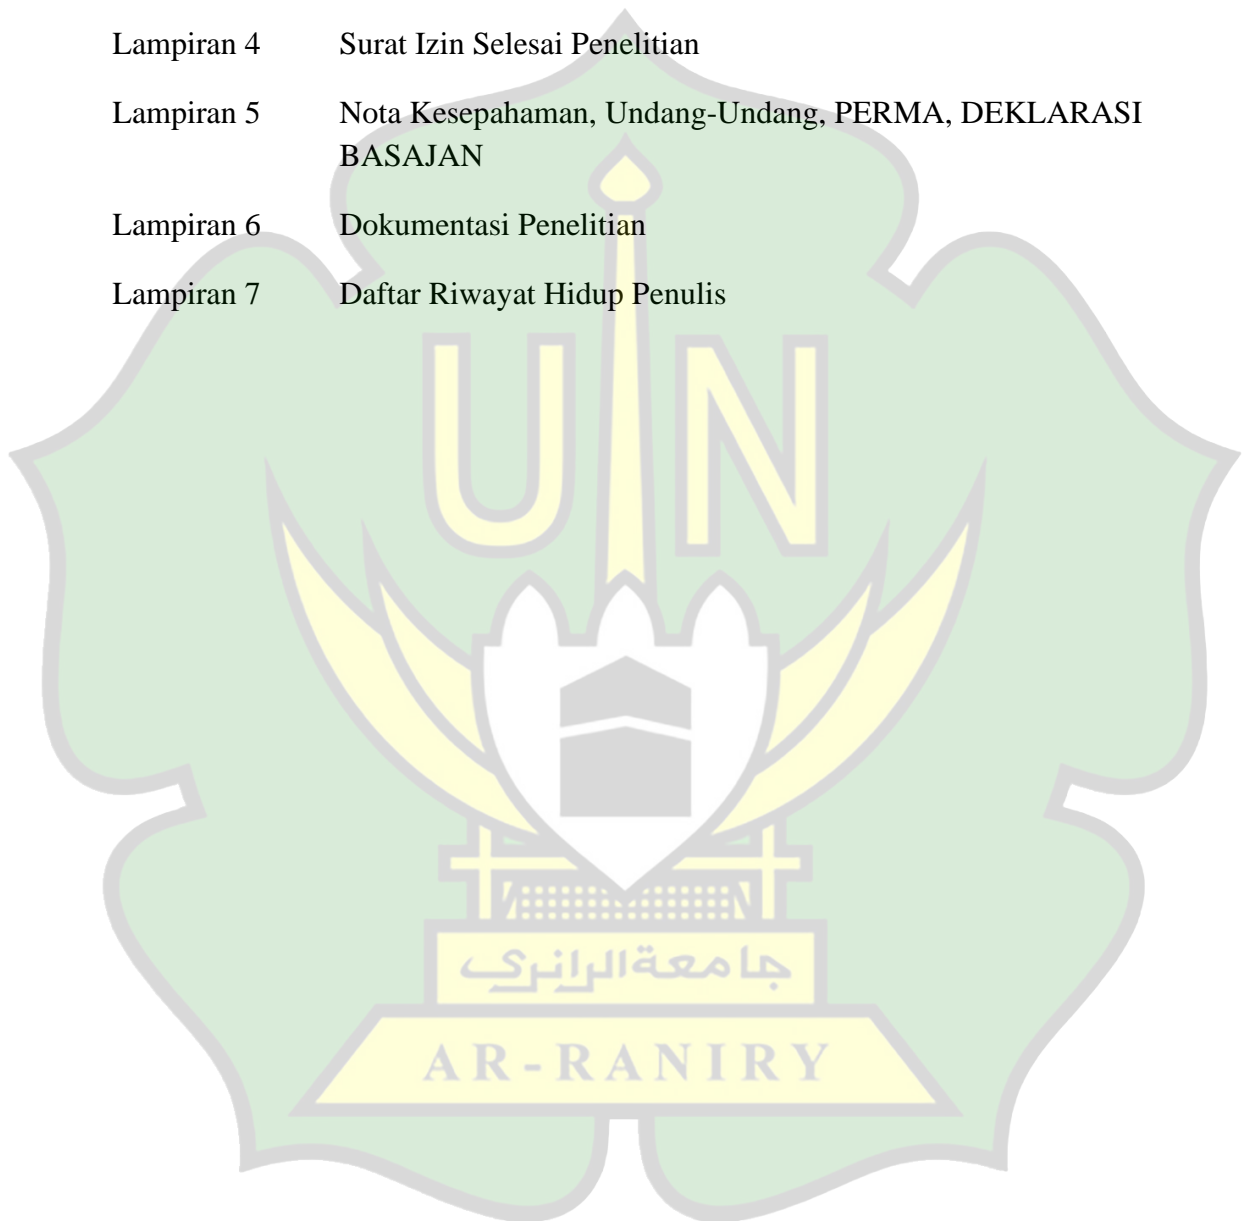 Lampiran 4 Surat Izin Selesai Penelitian
Lampiran 5 Nota Kesepahaman, Undang-Undang, PERMA, DEKLARASI
BASAJAN
Lampiran 6 Dokumentasi Penelitian
Lampiran 7 Daftar Riwayat Hidup Penulis
UIN
جامعة الرانري
AR-RANIRY